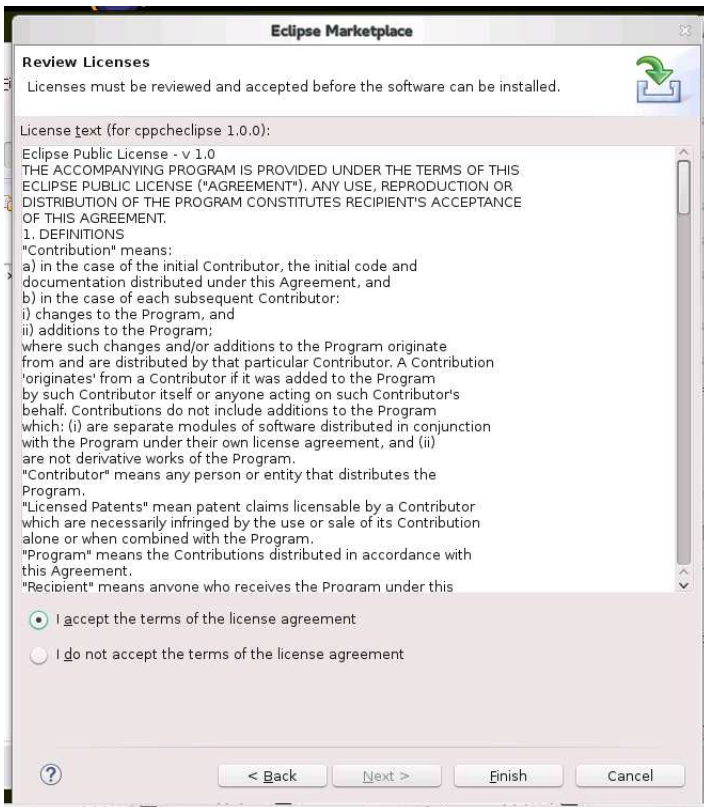 Eclipse Marketplace
Review Licenses
Licenses must be reviewed and accepted before the software can be installed.
License text (for cppcheclipse 1.0.0):
Eclipse Public License - v 1.0
THE ACCOMPANYING PROGRAM IS PROVIDED UNDER THE TERMS OF THIS
ECLIPSE PUBLIC LICENSE ("AGREEMENT"). ANY USE, REPRODUCTION OR
DISTRIBUTION OF THE PROGRAM CONSTITUTES RECIPIENT'S ACCEPTANCE
OF THIS AGREEMENT.
1. DEFINITIONS
"Contribution" means:
a) in the case of the initial Contributor, the initial code and
documentation distributed under this Agreement, and
b) in the case of each subsequent Contributor:
i) changes to the Program, and
ii) additions to the Program;
where such changes and/or additions to the Program originate
from and are distributed by that particular Contributor. A Contribution
'originates' from a Contributor if it was added to the Program
by such Contributor itself or anyone acting on such Contributor's
behalf. Contributions do not include additions to the Program
which: (i) are separate modules of software distributed in conjunction
with the Program under their own license agreement, and (ii)
are not derivative works of the Program.
"Contributor" means any person or entity that distributes the
Program.
"Licensed Patents" mean patent claims licensable by a Contributor
which are necessarily infringed by the use or sale of its Contribution
alone or when combined with the Program.
"Program" means the Contributions distributed in accordance with
this Agreement.
"Recipient" means anyone who receives the Program under this
I accept the terms of the license agreement
I do not accept the terms of the license agreement
? < Back Next > Finish Cancel